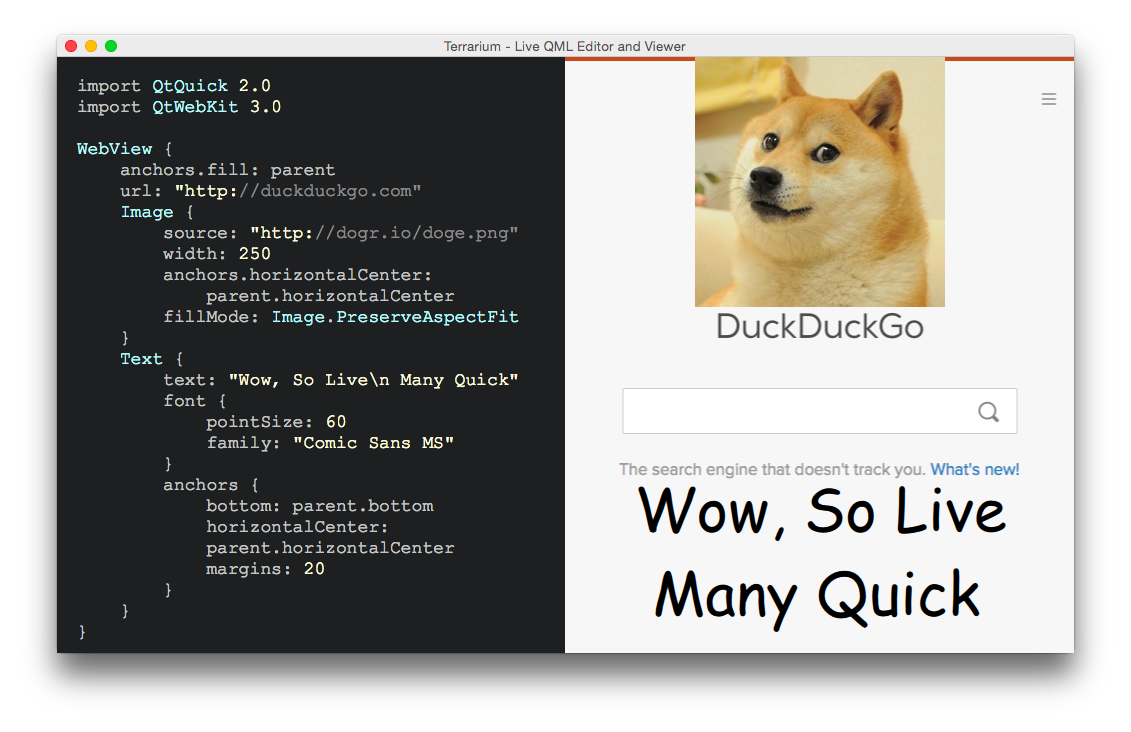 Terrarium - Live QML Editor and Viewer
import QtQuick 2.0
import QtWebKit 3.0
WebView {
anchors.fill: parent
url: "http://duckduckgo.com"
Image {
source: "http://dogr.io/doge.png"
width: 250
anchors.horizontalCenter:
parent.horizontalCenter
fillMode: Image.PreserveAspectFit
}
Text {
text: "Wow, So Live\n Many Quick"
font {
pointSize: 60
family: "Comic Sans MS"
}
anchors {
bottom: parent.bottom
horizontalCenter:
parent.horizontalCenter
margins: 20
}
}
}
DuckDuckGo
The search engine that doesn't track you. What's new!
Wow, So Live
Many Quick